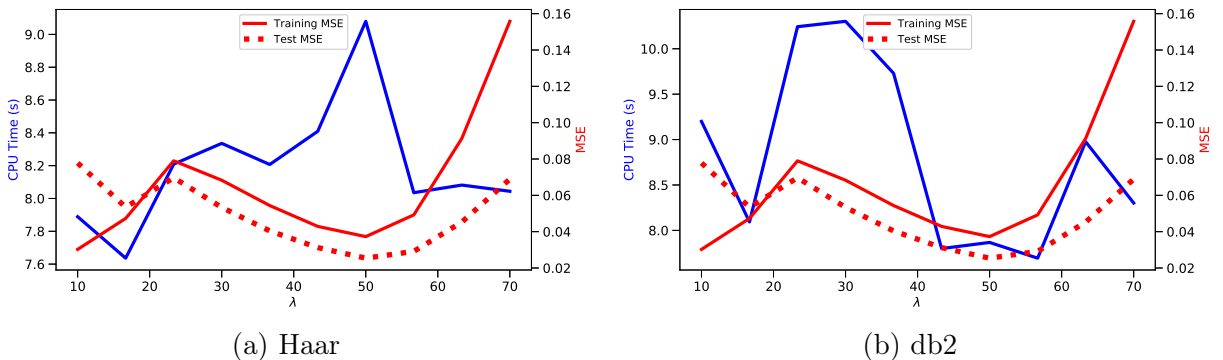 Training MSE
Test MSE
9.0
8.8
8.6
8.4
8.2
8.0
7.8
7.6
CPU Time (s)
0.16
0.14
0.12
0.10
0.08
0.06
0.04
0.02
MSE
10 20 30 40 50 60 70
λ
(a) Haar
Training MSE
Test MSE
10.0
9.5
9.0
8.5
8.0
CPU Time (s)
0.16
0.14
0.12
0.10
0.08
0.06
0.04
0.02
MSE
10 20 30 40 50 60 70
λ
(b) db2